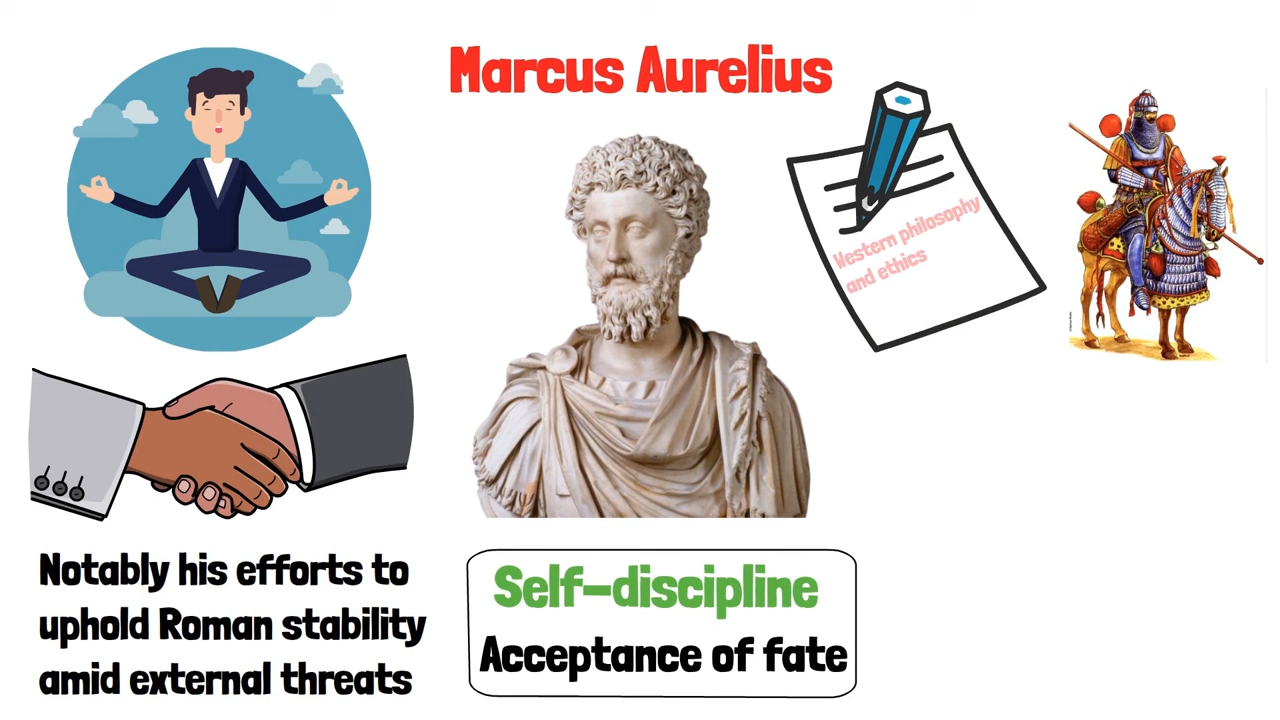 Marcus Aurelius
Western philosophy
and ethics
Notably his efforts to
uphold Roman stability
amid external threats
Self-discipline
Acceptance of fate